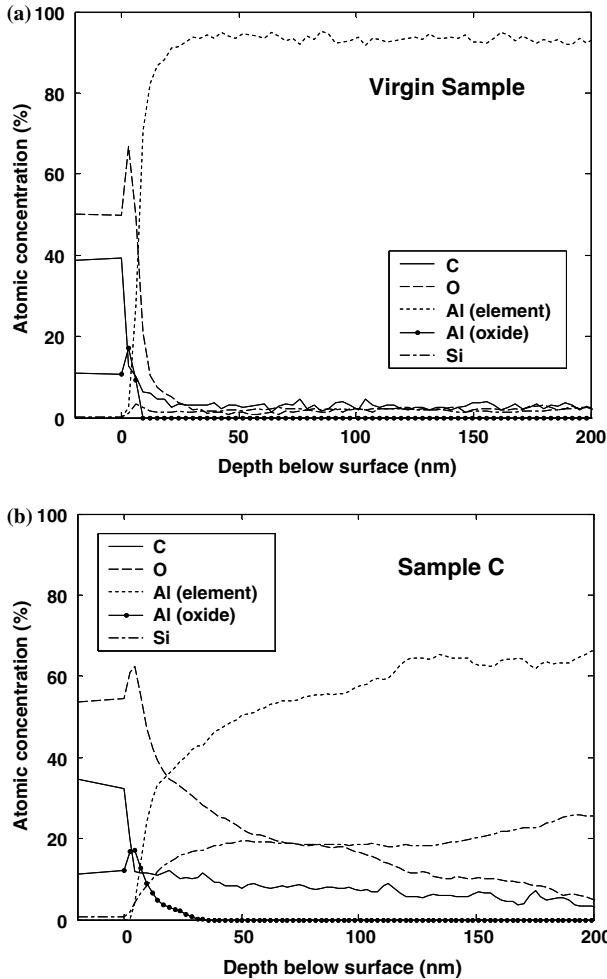 (a)
100
80
60
40
20
0
Atomic concentration (%)
Virgin Sample
C
O
Al (element)
Al (oxide)
Si
0
50
100
150
200
Depth below surface (nm)
(b)
100
80
60
40
20
0
Atomic concentration (%)
C
O
Al (element)
Al (oxide)
Si
Sample C
0
50
100
150
200
Depth below surface (nm)